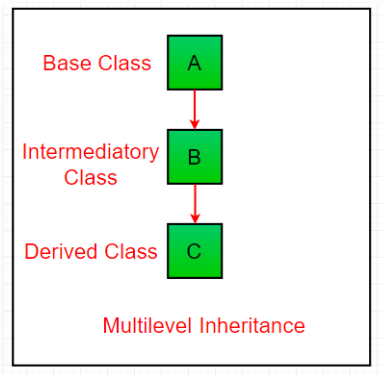 Base Class A
Intermediatory
Class B
Derived Class C
Multilevel Inheritance